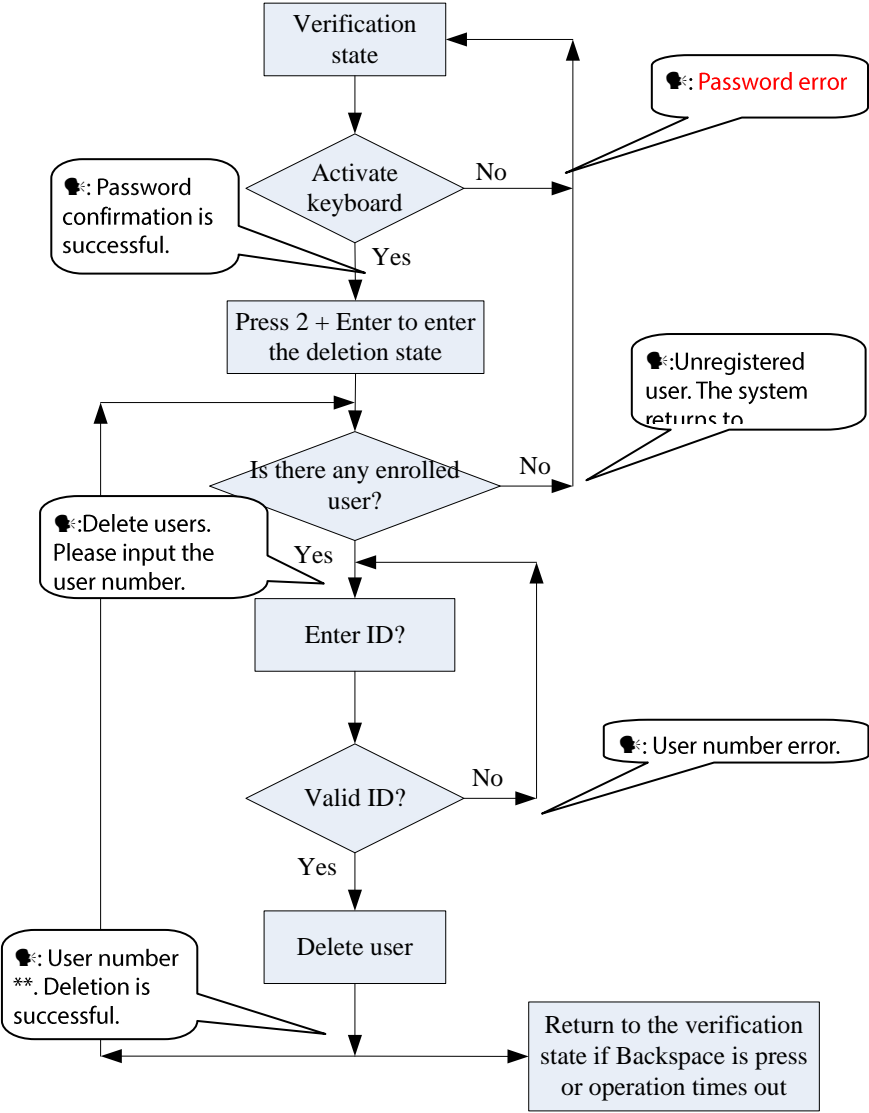 Verification
state
🗣: Password error
Activate
keyboard
No
🗣: Password
confirmation is
successful.
Yes
Press 2 + Enter to enter
the deletion state
🗣:Unregistered
user. The system
returns to
Is there any enrolled
user?
No
🗣:Delete users.
Please input the
user number.
Yes
Enter ID?
🗣: User number error.
Valid ID?
No
Yes
Delete user
🗣: User number
**. Deletion is
successful.
Return to the verification
state if Backspace is press
or operation times out